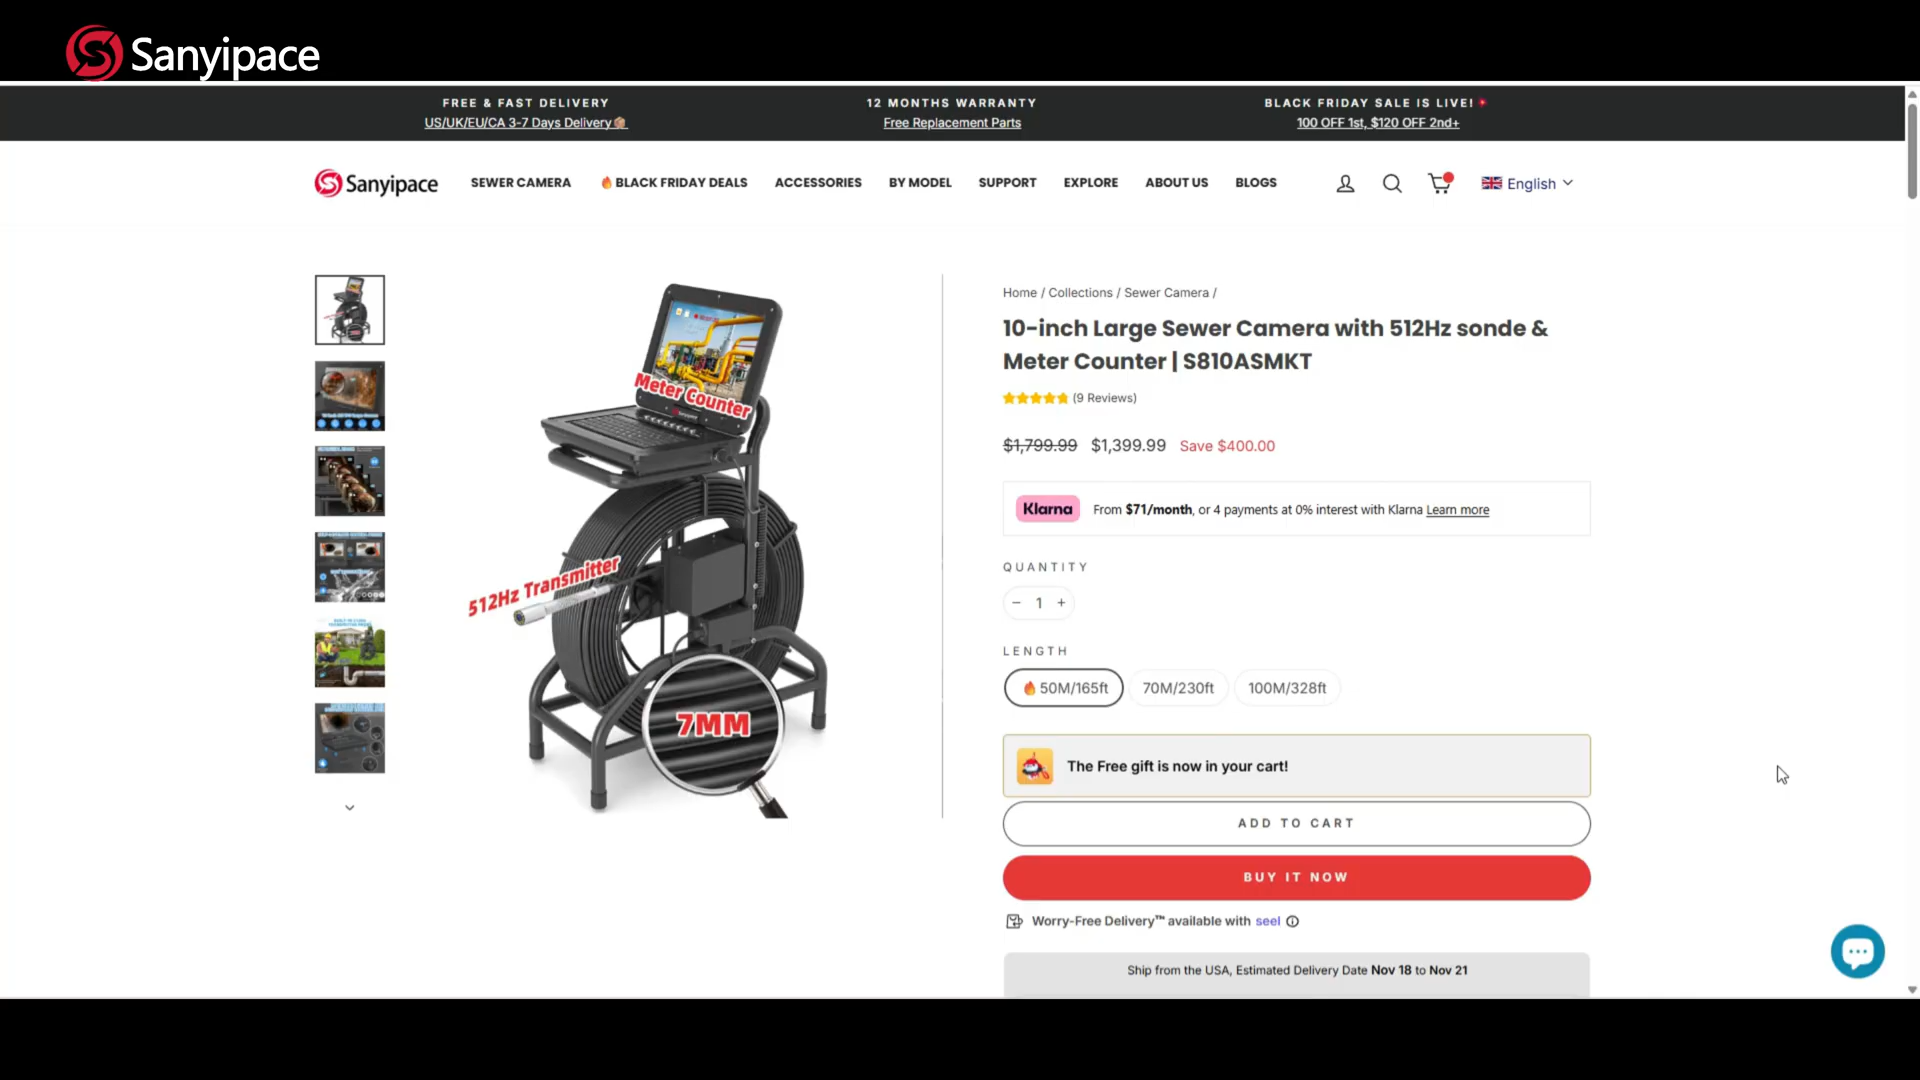 Sanyipace
FREE & FAST DELIVERY
US/UK/EU/CA 3-7 Days Delivery
12 MONTHS WARRANTY
Free Replacement Parts
BLACK FRIDAY SALE IS LIVE!
100 OFF 1st, $120 OFF 2nd+
Sanyipace
SEWER CAMERA
BLACK FRIDAY DEALS
ACCESSORIES
BY MODEL
SUPPORT
EXPLORE
ABOUT US
BLOGS
English
Meter Counter
512Hz Transmitter
7MM
Home / Collections / Sewer Camera /
10-inch Large Sewer Camera with 512Hz sonde &
Meter Counter | S810ASMKT
(9 Reviews)
$1,799.99 $1,399.99 Save $400.00
Klarna From $71/month, or 4 payments at 0% interest with Klarna Learn more
QUANTITY
− 1 +
LENGTH
50M/165ft
70M/230ft
100M/328ft
The Free gift is now in your cart!
ADD TO CART
BUY IT NOW
Worry-Free Delivery™ available with seel
Ship from the USA, Estimated Delivery Date Nov 18 to Nov 21